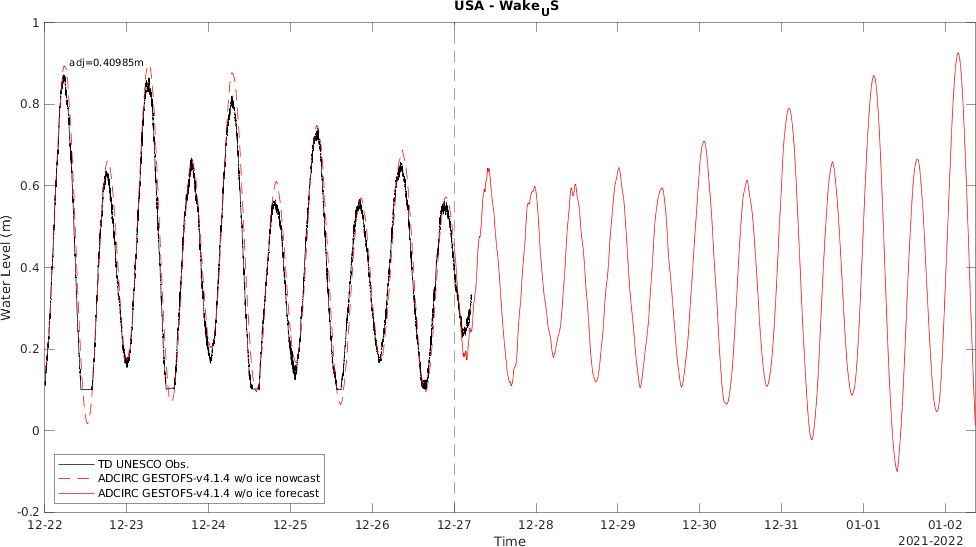 USA - Wake_US
1
adj=0.40985m
0.8
0.6
0.4
0.2
0
-0.2
Water Level (m)
TD UNESCO Obs.
ADCIRC GESTOFS-v4.1.4 w/o ice nowcast
ADCIRC GESTOFS-v4.1.4 w/o ice forecast
12-22 12-23 12-24 12-25 12-26 12-27 12-28 12-29 12-30 12-31 01-01 01-02
Time
2021-2022